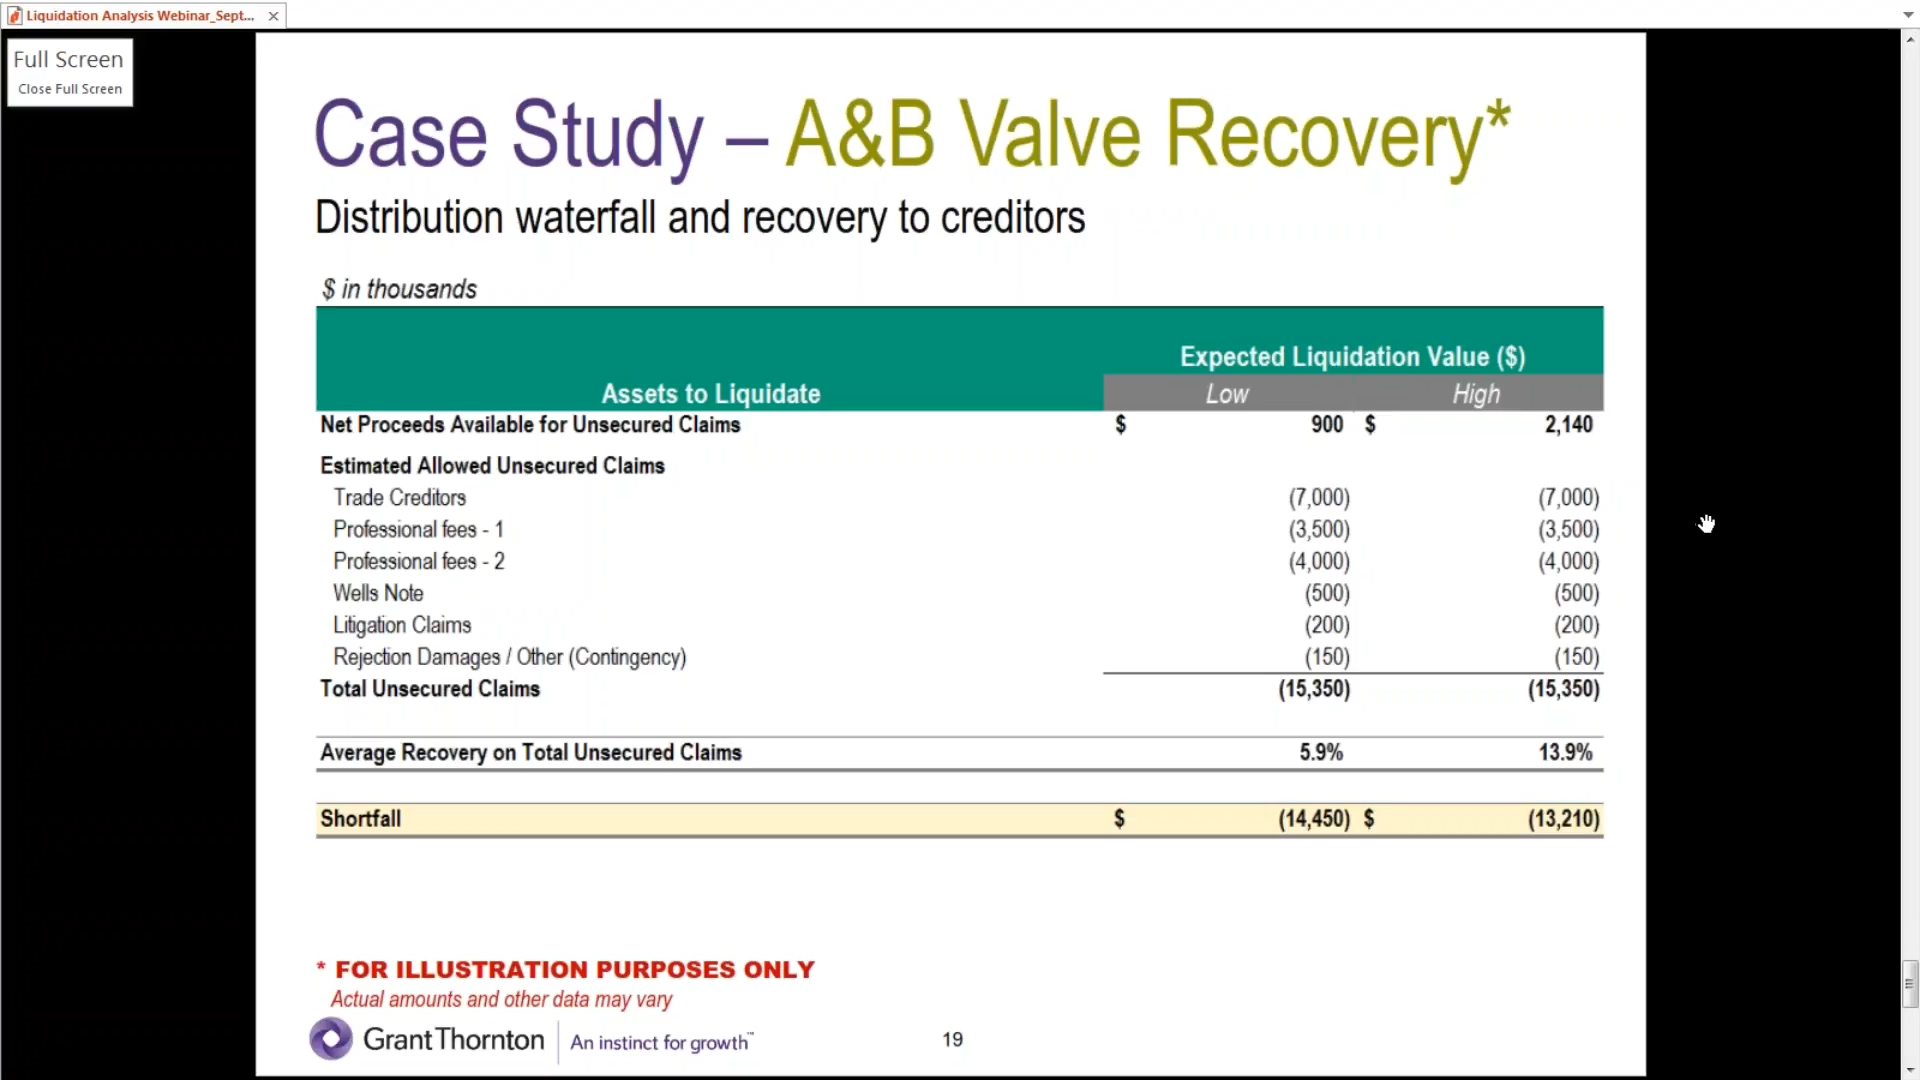 Liquidation Analysis Webinar_Sept...
Full Screen
Close Full Screen
Case Study – A&B Valve Recovery*
Distribution waterfall and recovery to creditors
$ in thousands
Expected Liquidation Value ($)
Assets to Liquidate Low High
Net Proceeds Available for Unsecured Claims $ 900 $ 2,140
Estimated Allowed Unsecured Claims
Trade Creditors (7,000) (7,000)
Professional fees - 1 (3,500) (3,500)
Professional fees - 2 (4,000) (4,000)
Wells Note (500) (500)
Litigation Claims (200) (200)
Rejection Damages / Other (Contingency) (150) (150)
Total Unsecured Claims (15,350) (15,350)
Average Recovery on Total Unsecured Claims 5.9% 13.9%
Shortfall $ (14,450) $ (13,210)
* FOR ILLUSTRATION PURPOSES ONLY
Actual amounts and other data may vary
GrantThornton An instinct for growth™ 19